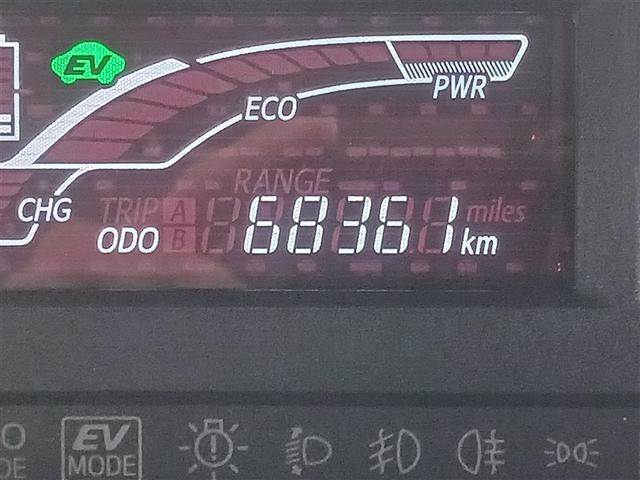 EV
PWR
ECO
RANGE
CHG
TRIP A miles
ODO B 68361 km
EV
MODE